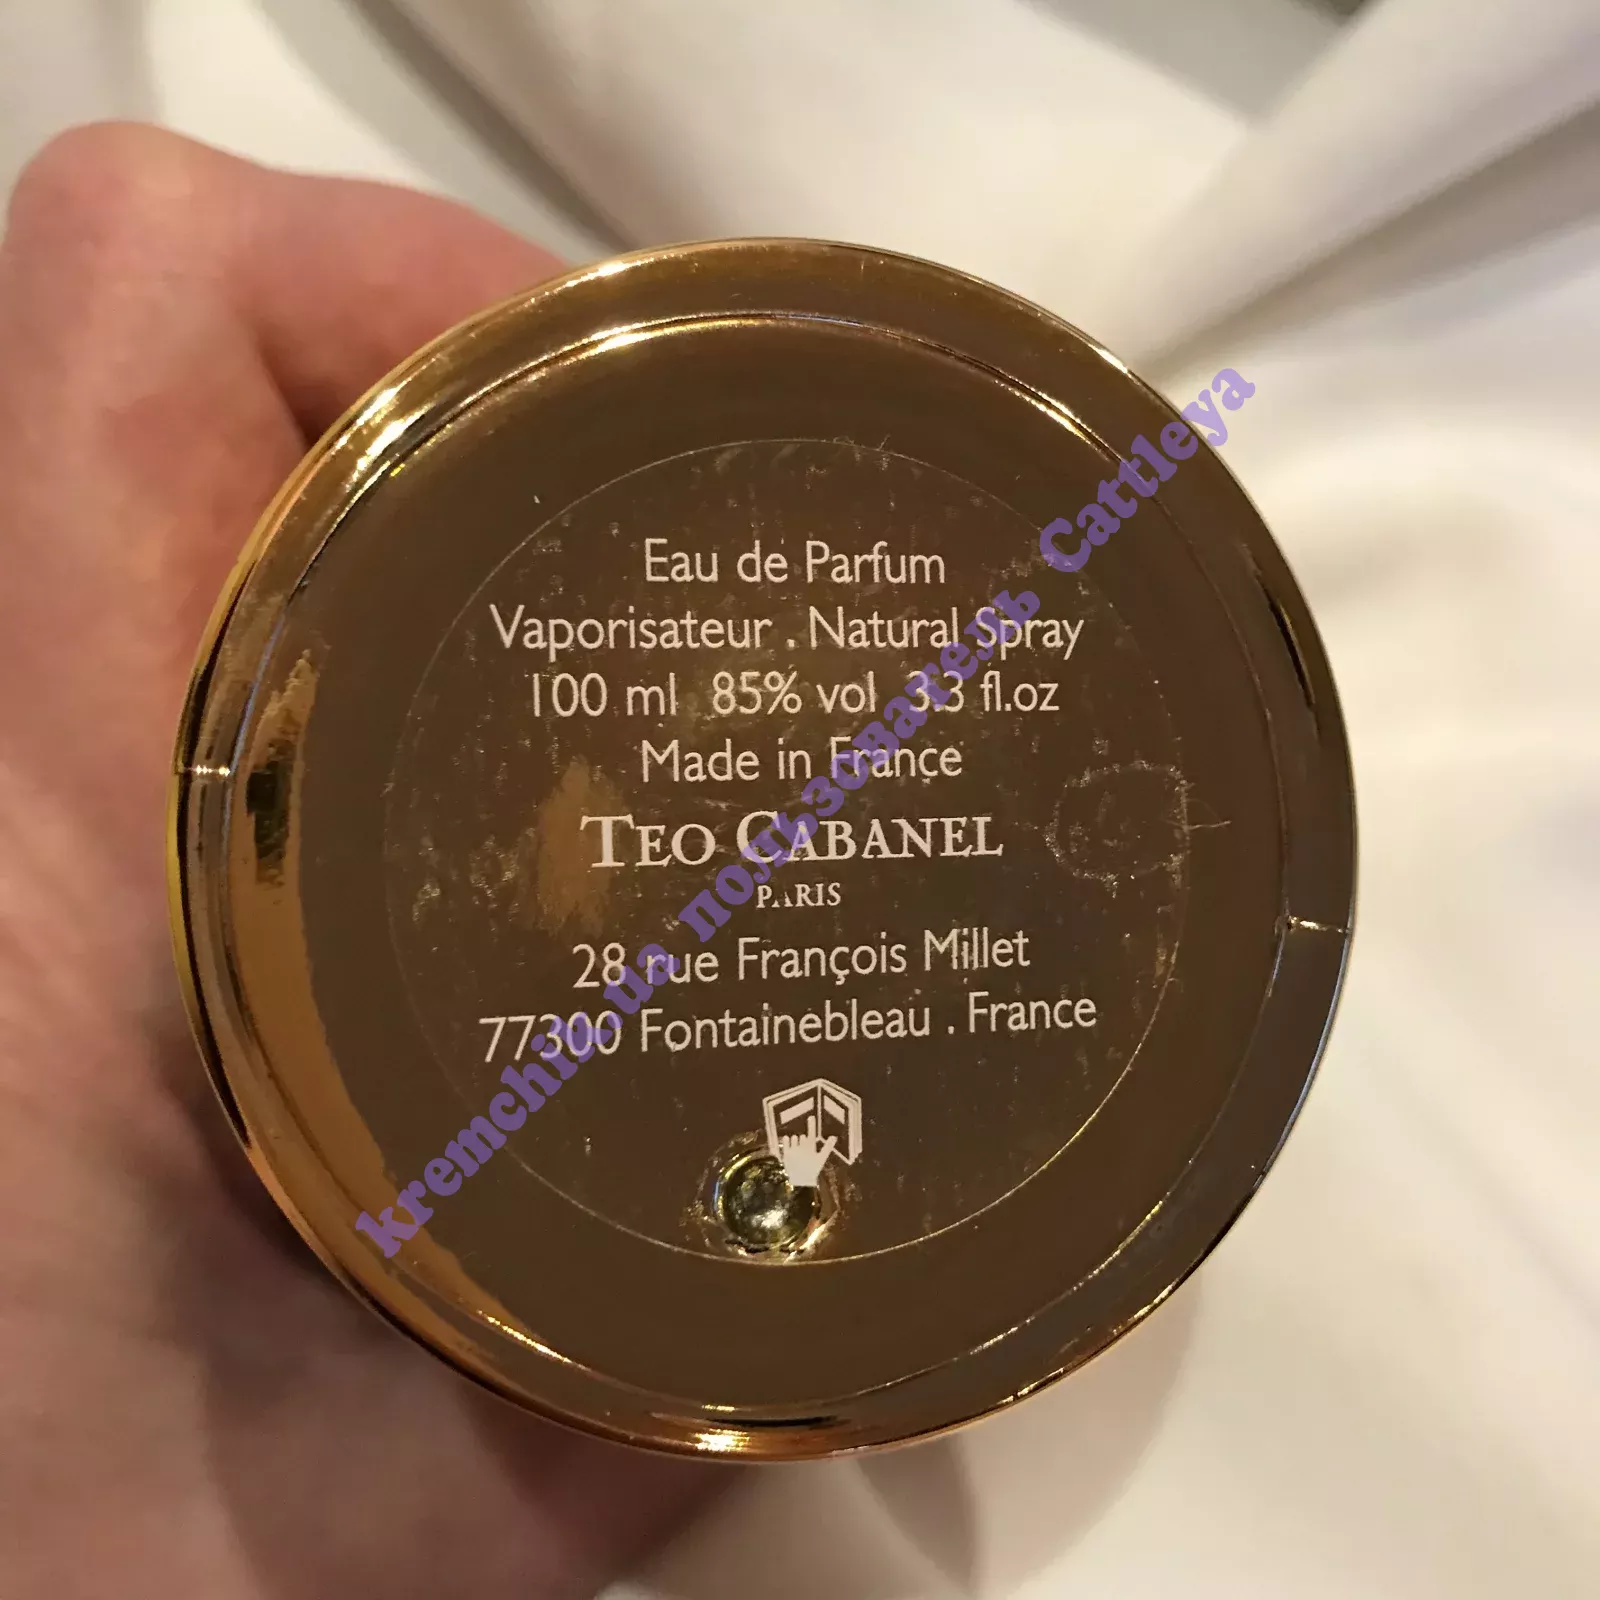 Eau de Parfum
Vaporisateur . Natural Spray
100 ml 85% vol 3.3 fl.oz
Made in France
TEO CABANEL
PARIS
28 rue François Millet
77300 Fontainebleau . France
kremchik.ua пользователь Cattleya